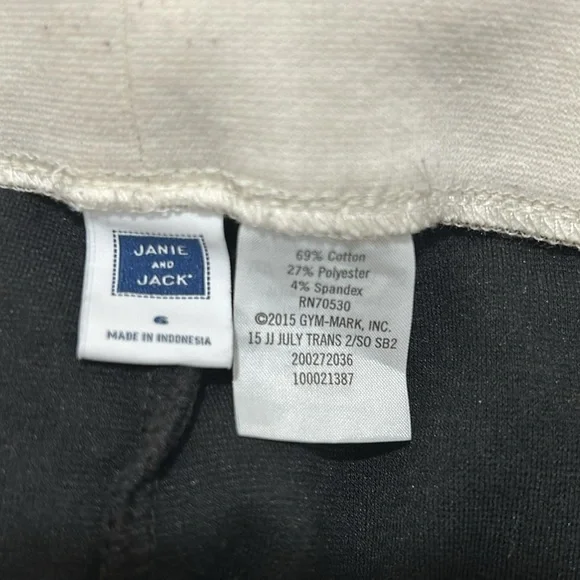 JANIE
AND
JACK
6
MADE IN INDONESIA
69% Cotton
27% Polyester
4% Spandex
RN70530
©2015 GYM-MARK, INC.
15 JJ JULY TRANS 2/SO SB2
200272036
100021387